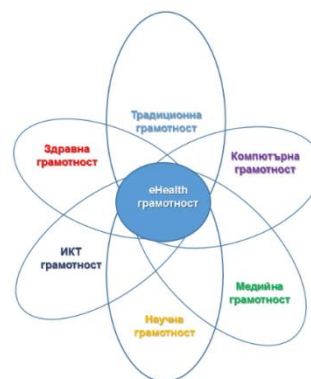 Традиционна
грамотност
Здравна
грамотност
Компютърна
грамотност
eHealth
грамотност
ИКТ
грамотност
Медийна
грамотност
Научна
грамотност